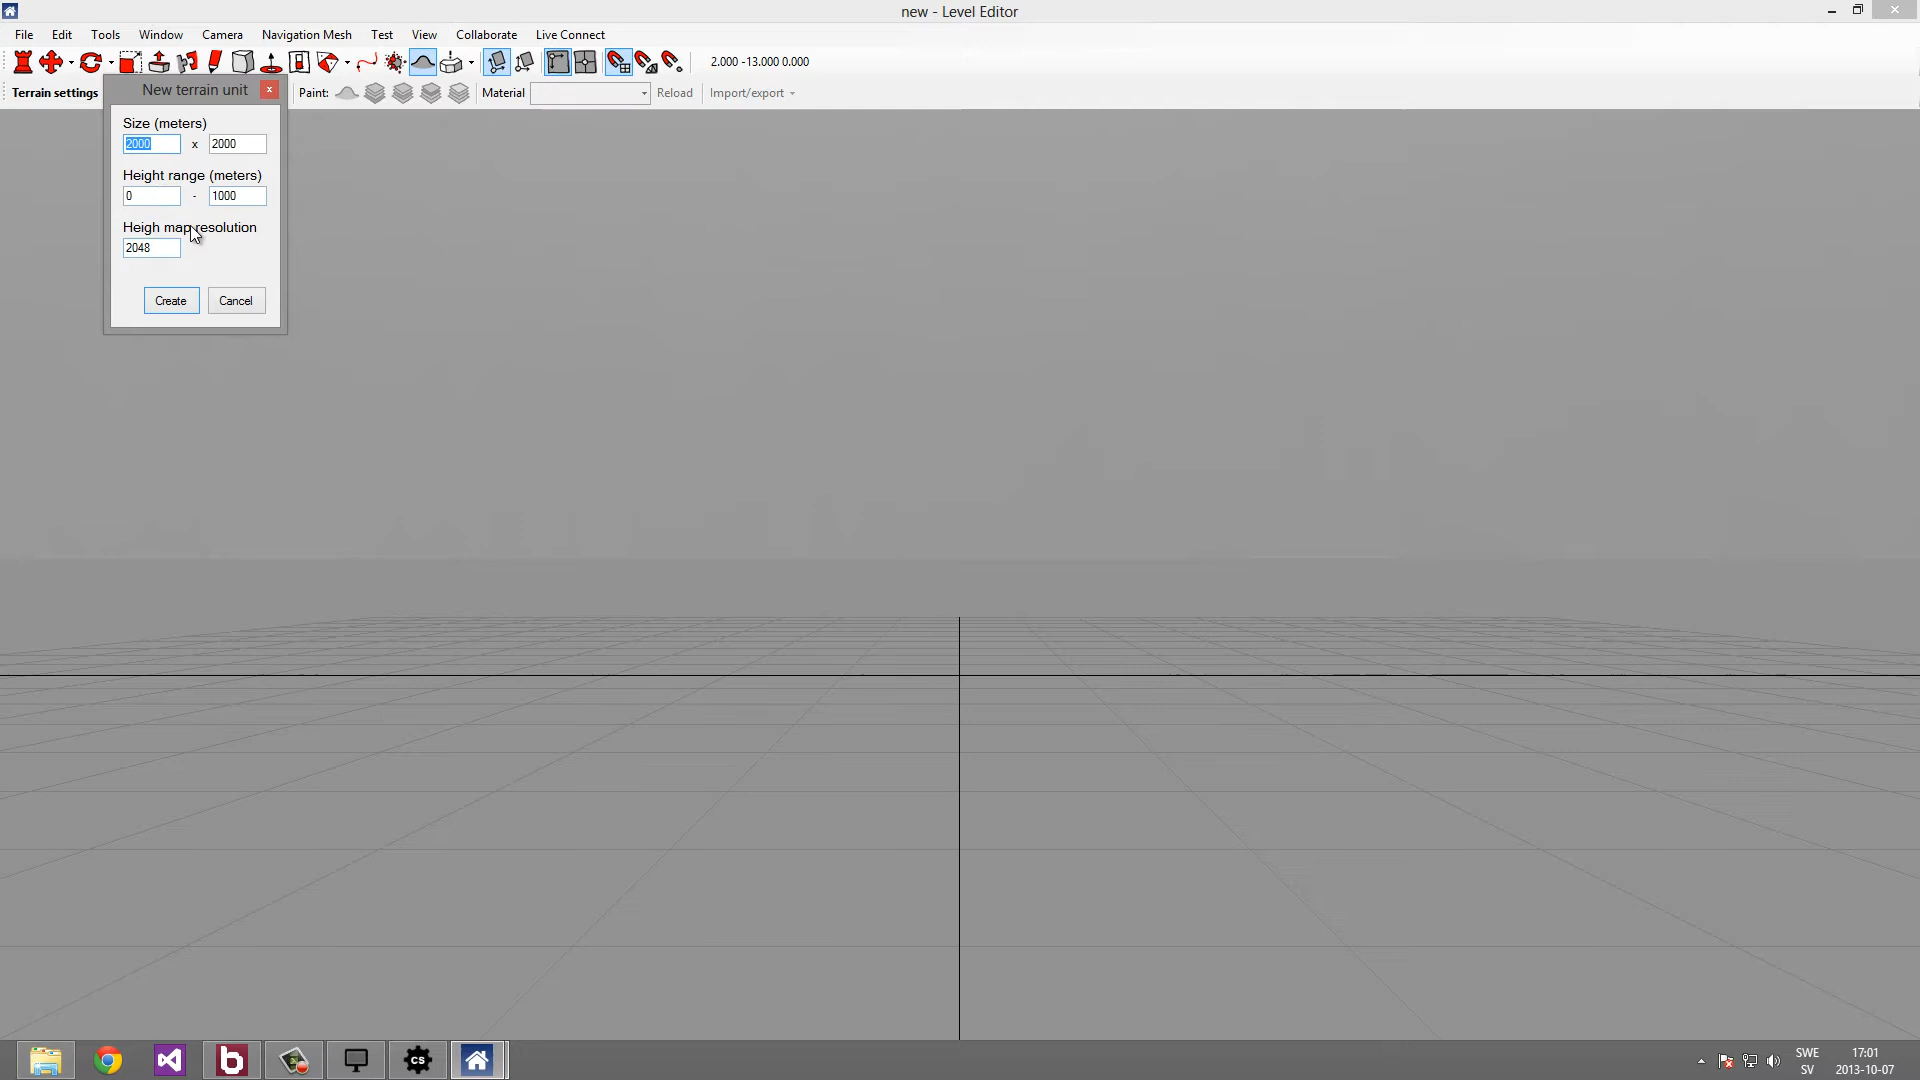 new - Level Editor
File Edit Tools Window Camera Navigation Mesh Test View Collaborate Live Connect
2.000 -13.000 0.000
Terrain settings
Paint:
Material
Reload
Import/export
New terrain unit
x
Size (meters)
2000 x 2000
Height range (meters)
0 - 1000
Heigh map resolution
2048
Create Cancel
b
CS
SWE
SV
17:01
2013-10-07